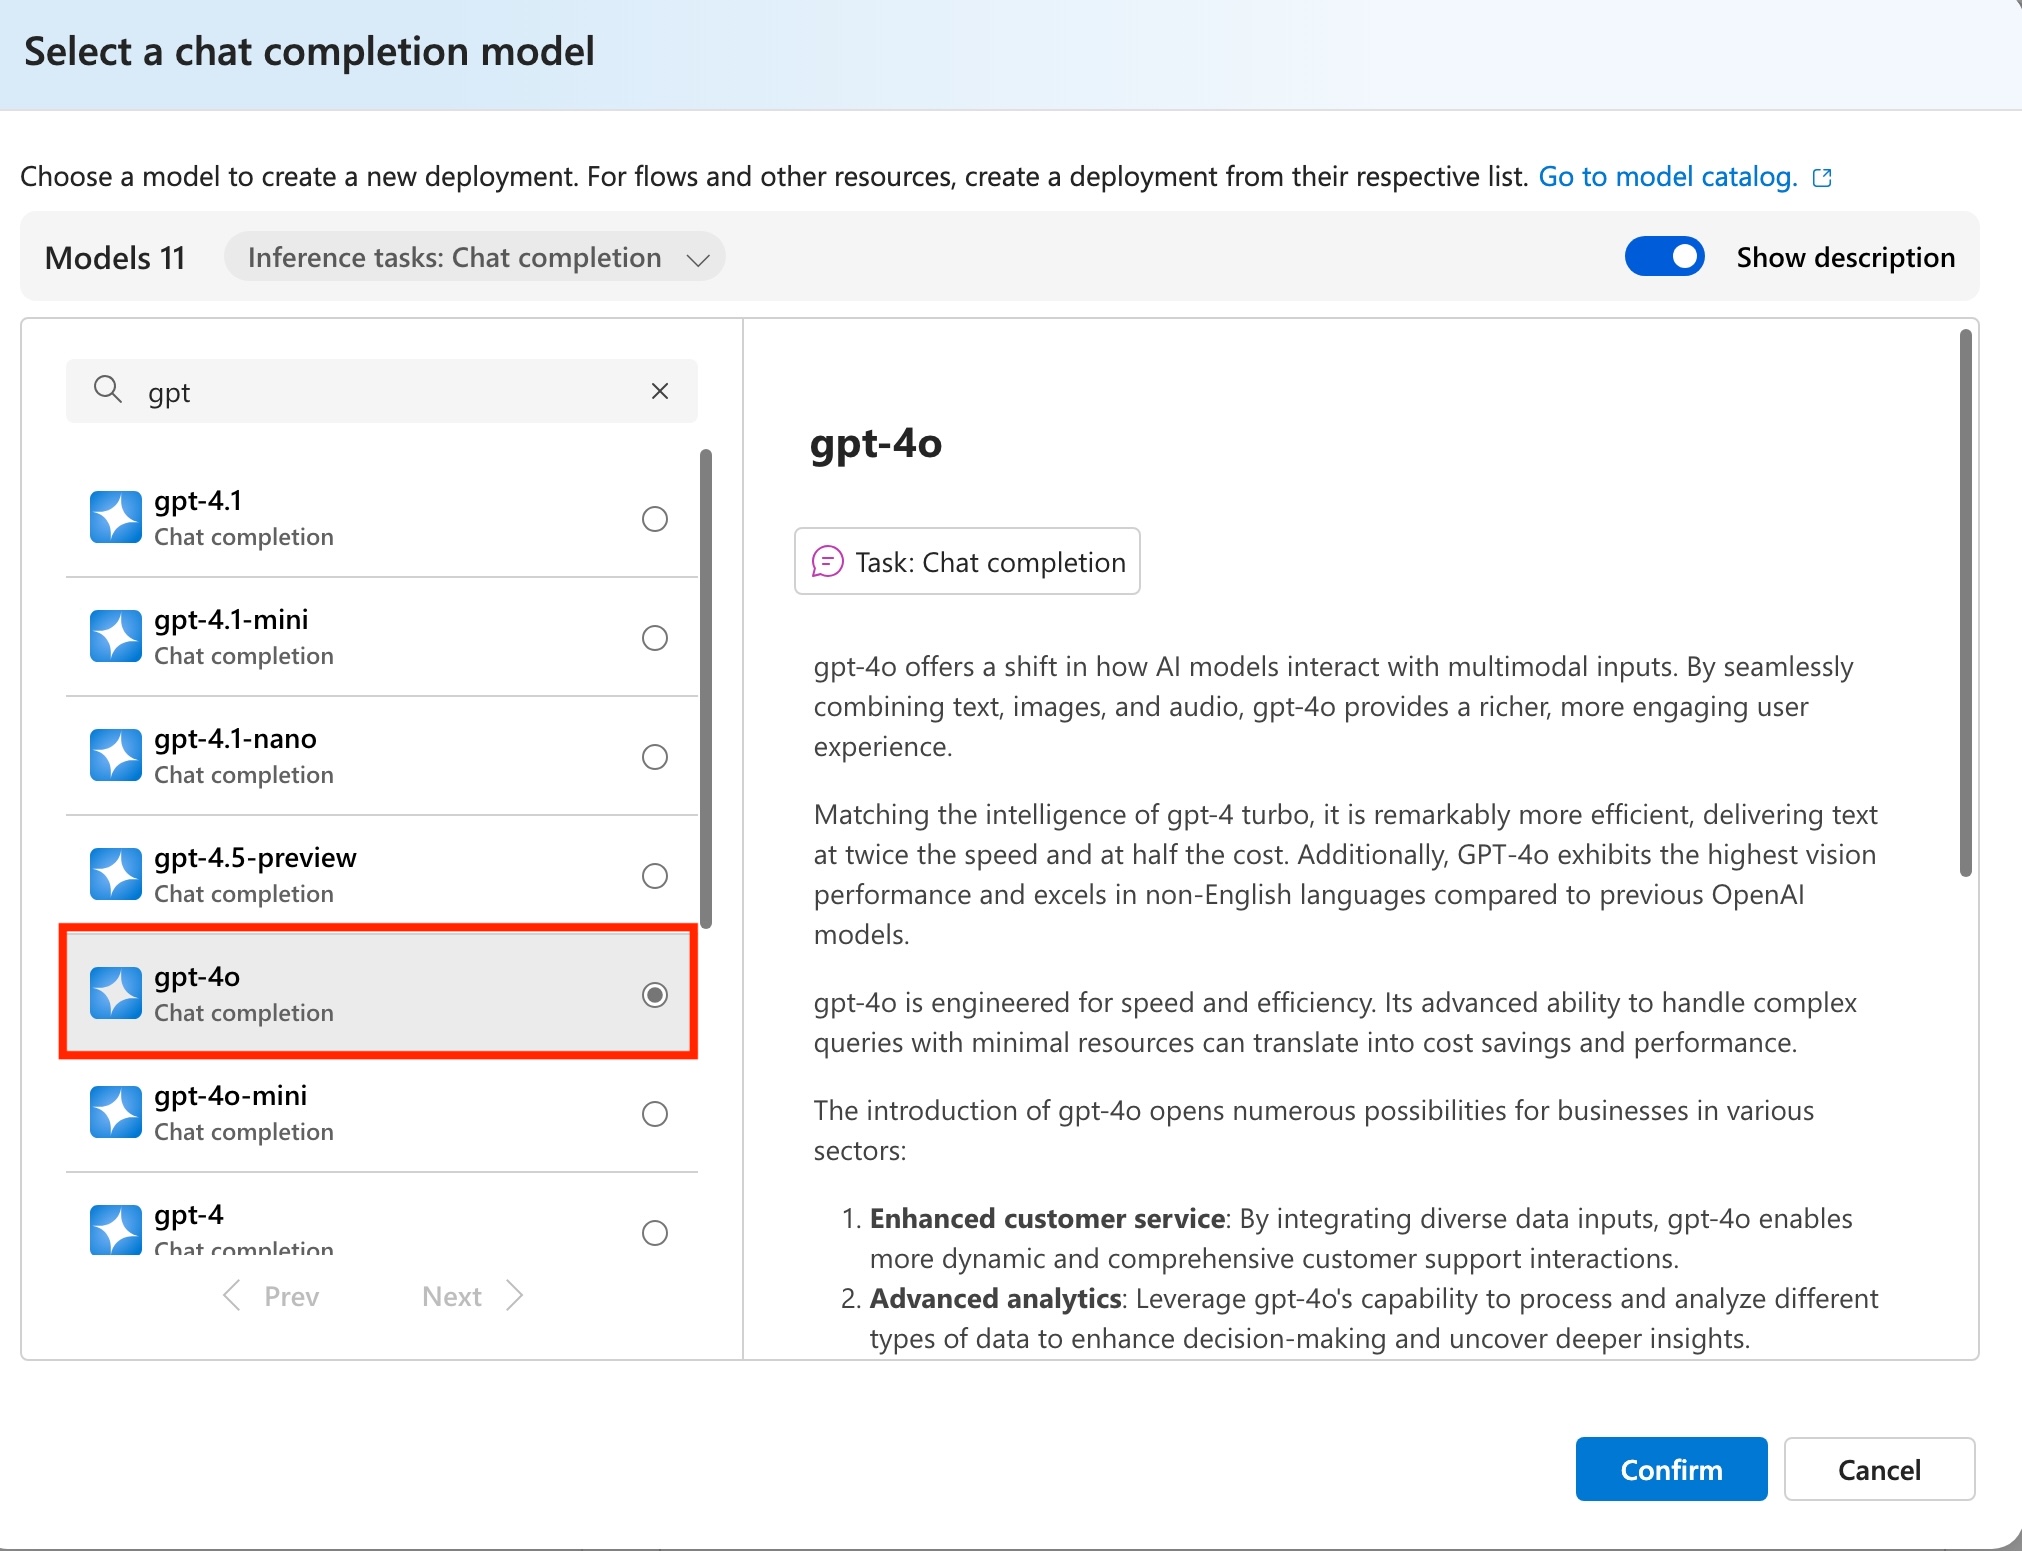 Select a chat completion model
Choose a model to create a new deployment. For flows and other resources, create a deployment from their respective list. Go to model catalog.
Models 11
Inference tasks: Chat completion
Show description
gpt
gpt-4.1
Chat completion
gpt-4.1-mini
Chat completion
gpt-4.1-nano
Chat completion
gpt-4.5-preview
Chat completion
gpt-4o
Chat completion
gpt-4o-mini
Chat completion
gpt-4
Chat completion
Prev
Next
gpt-4o
Task: Chat completion
gpt-4o offers a shift in how AI models interact with multimodal inputs. By seamlessly
combining text, images, and audio, gpt-4o provides a richer, more engaging user
experience.
Matching the intelligence of gpt-4 turbo, it is remarkably more efficient, delivering text
at twice the speed and at half the cost. Additionally, GPT-4o exhibits the highest vision
performance and excels in non-English languages compared to previous OpenAI
models.
gpt-4o is engineered for speed and efficiency. Its advanced ability to handle complex
queries with minimal resources can translate into cost savings and performance.
The introduction of gpt-4o opens numerous possibilities for businesses in various
sectors:
1. Enhanced customer service: By integrating diverse data inputs, gpt-4o enables
more dynamic and comprehensive customer support interactions.
2. Advanced analytics: Leverage gpt-4o's capability to process and analyze different
types of data to enhance decision-making and uncover deeper insights.
Confirm
Cancel